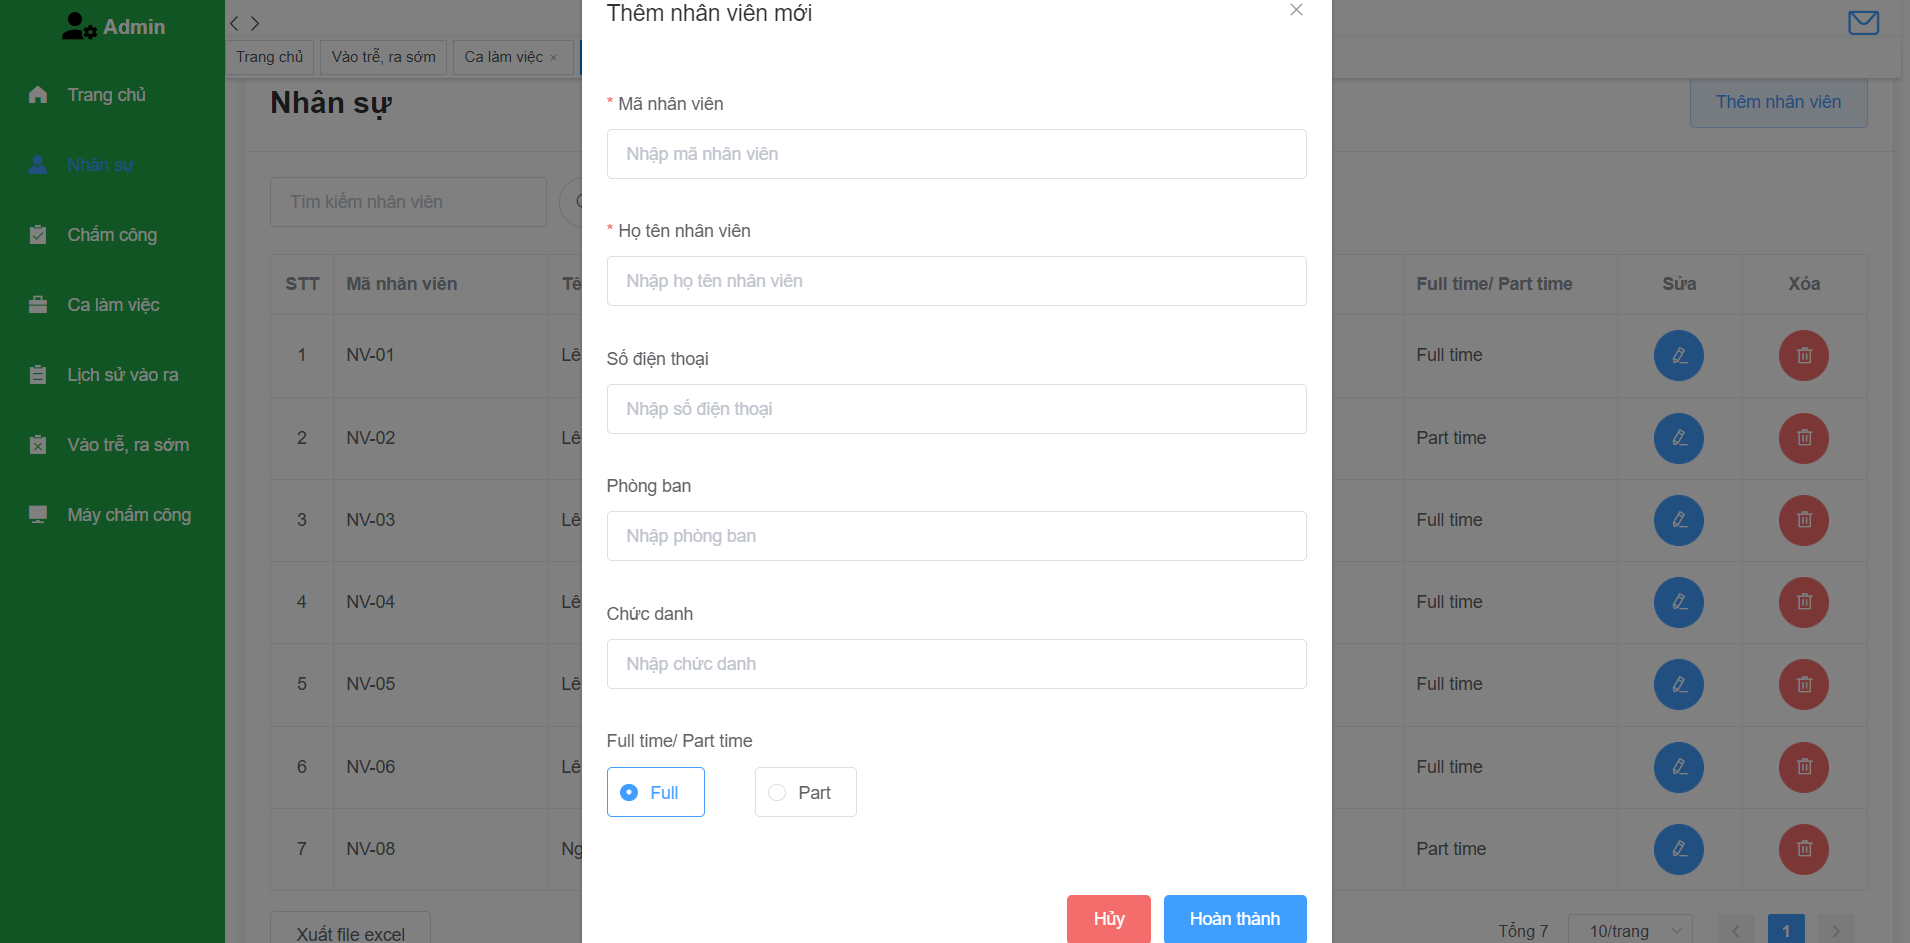 Admin
Trang chủ
Nhân sự
Chấm công
Ca làm việc
Lịch sử vào ra
Vào trễ, ra sớm
Máy chấm công
Trang chủ Vào trễ, ra sớm Ca làm việc ×
Nhân sự Thêm nhân viên
Tìm kiếm nhân viên
STT Mã nhân viên Tê Full time/ Part time Sửa Xóa
1 NV-01 Lê Full time
2 NV-02 Lê Part time
3 NV-03 Lê Full time
4 NV-04 Lê Full time
5 NV-05 Lê Full time
6 NV-06 Lê Full time
7 NV-08 Ng Part time
Xuất file excel Tổng 7 10/trang 1
Thêm nhân viên mới
* Mã nhân viên
Nhập mã nhân viên
* Họ tên nhân viên
Nhập họ tên nhân viên
Số điện thoại
Nhập số điện thoại
Phòng ban
Nhập phòng ban
Chức danh
Nhập chức danh
Full time/ Part time
Full Part
Hủy Hoàn thành